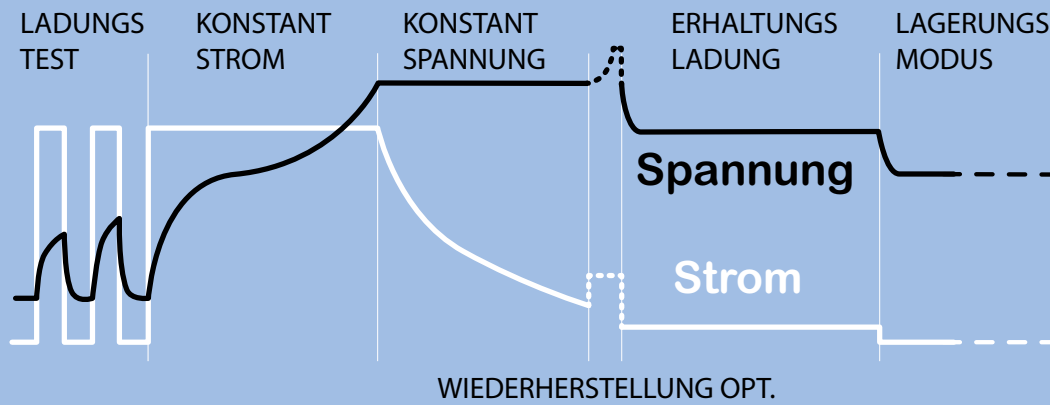 LADUNGS
TEST
KONSTANT
STROM
KONSTANT
SPANNUNG
ERHALTUNGS
LADUNG
LAGERUNGS
MODUS
Spannung
Strom
WIEDERHERSTELLUNG OPT.